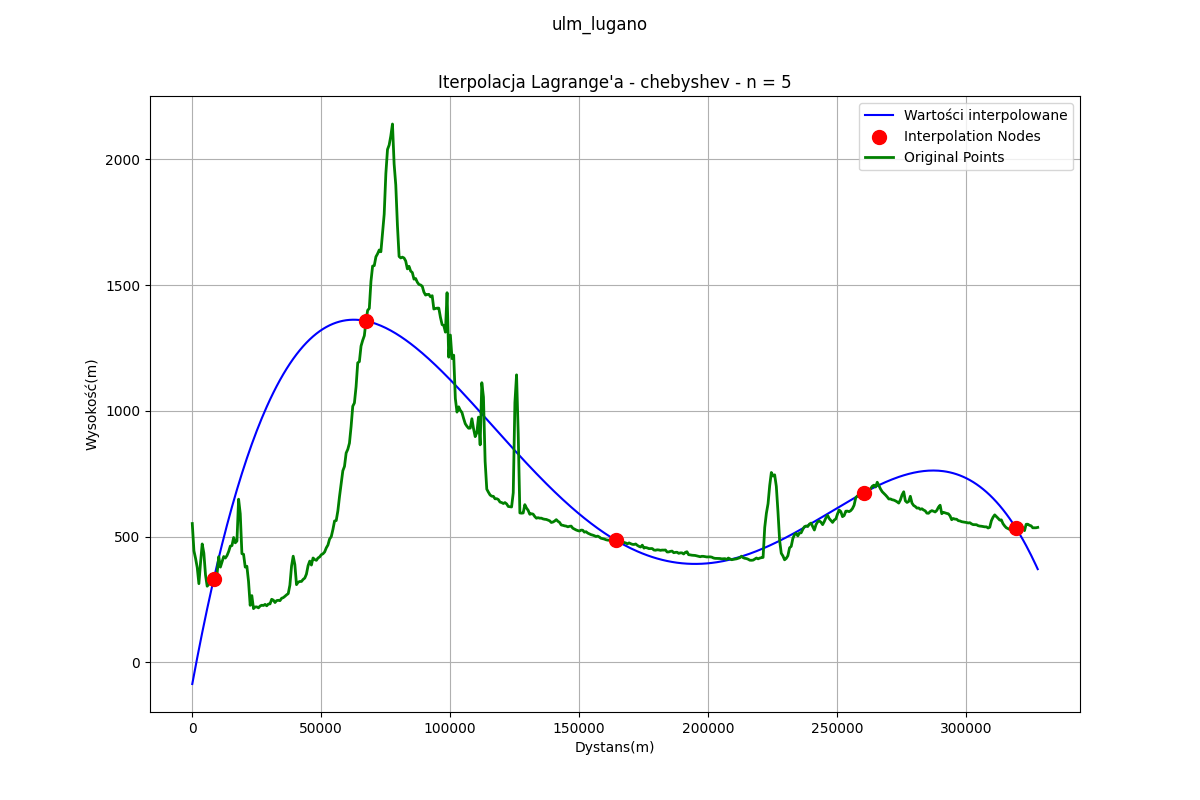 ulm_lugano
Iterpolacja Lagrange'a - chebyshev - n = 5
Wartości interpolowane
Interpolation Nodes
Original Points
Wysokość(m)
2000
1500
1000
500
0
0 50000 100000 150000 200000 250000 300000
Dystans(m)